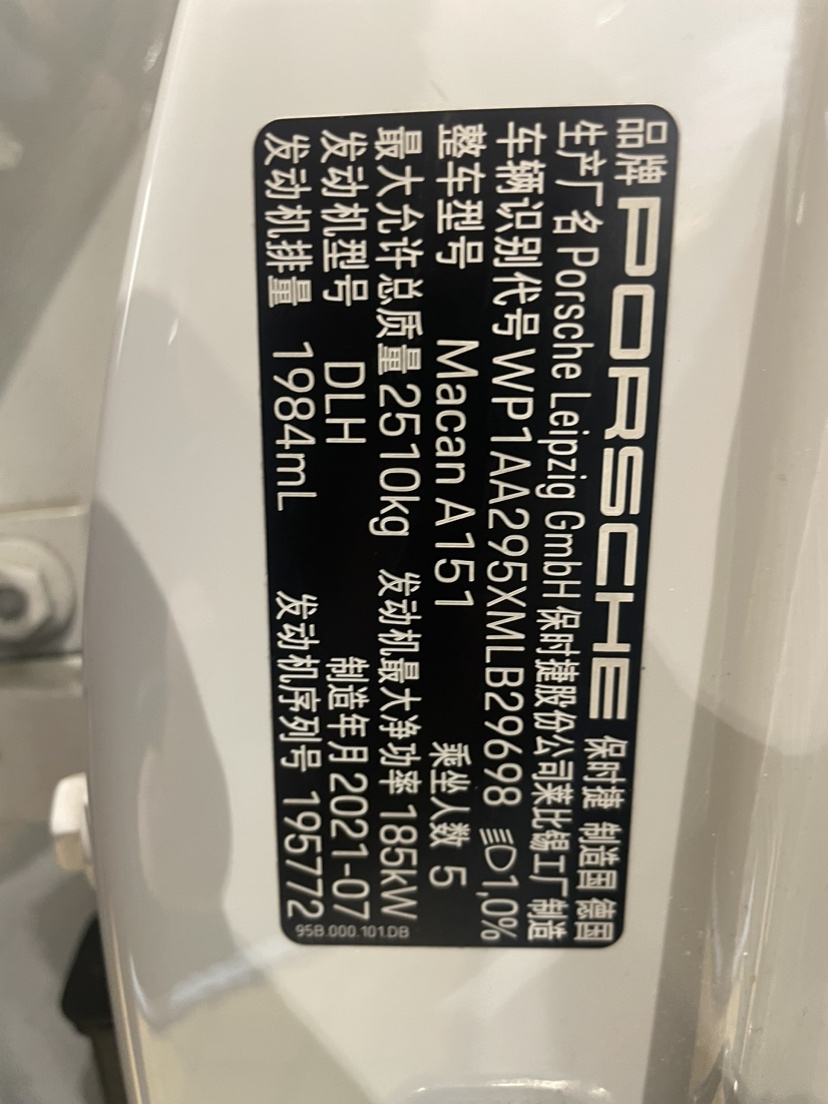 品牌 PORSCHE 保时捷 制造国 德国
生产厂名 Porsche Leipzig GmbH 保时捷股份公司莱比锡工厂制造
车辆识别代号 WP1AA295XMLB29698 1,0%
整车型号 Macan A151 乘坐人数 5
最大允许总质量 2510kg 发动机最大净功率 185kW
发动机型号 DLH 制造年月 2021-07
发动机排量 1984mL 发动机序列号 195772
95B.000.101.DB